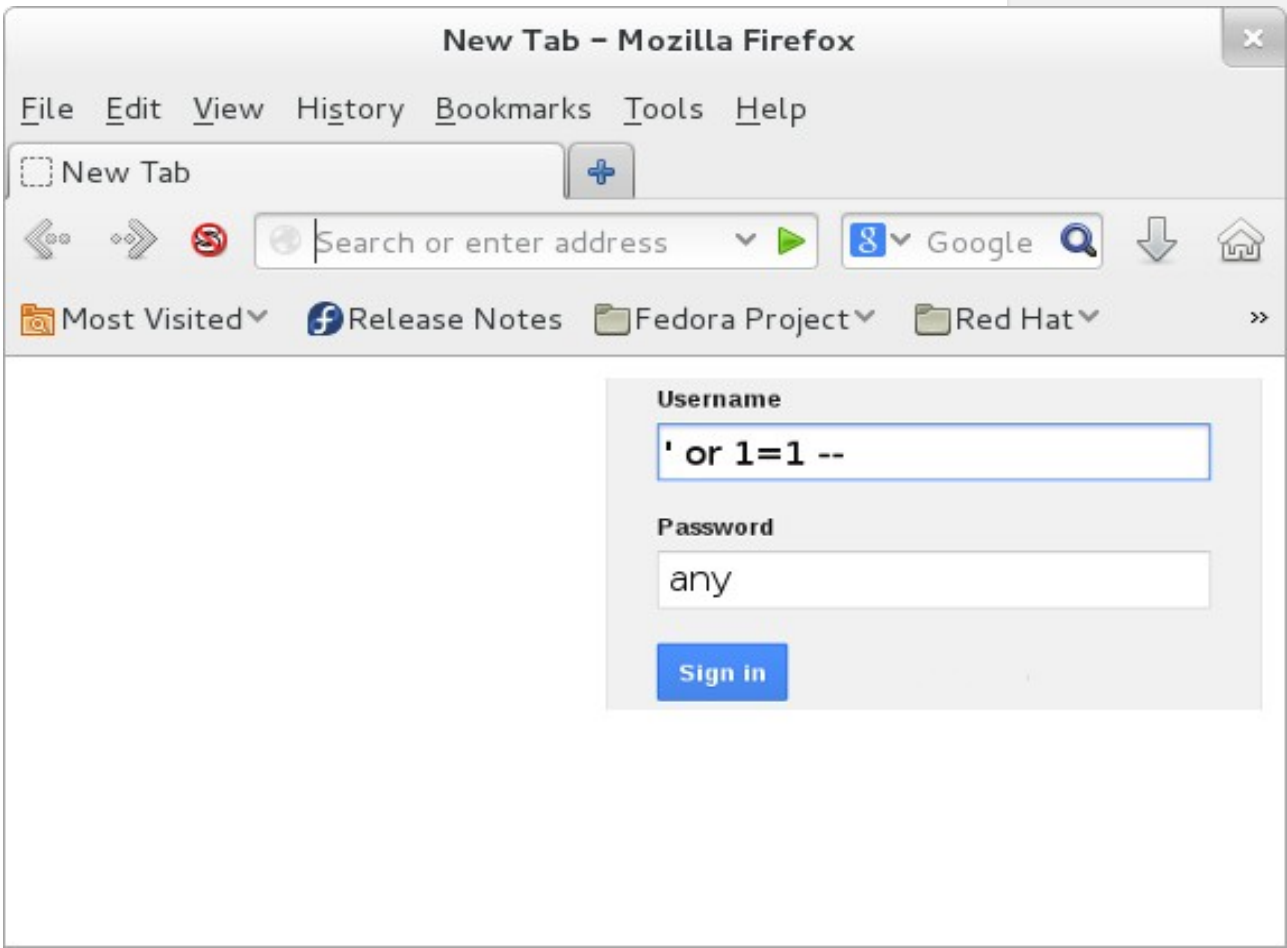 New Tab – Mozilla Firefox
File Edit View History Bookmarks Tools Help
New Tab
Search or enter address
8 Google
Most Visited Release Notes Fedora Project Red Hat »
Username
' or 1=1 --
Password
any
Sign in